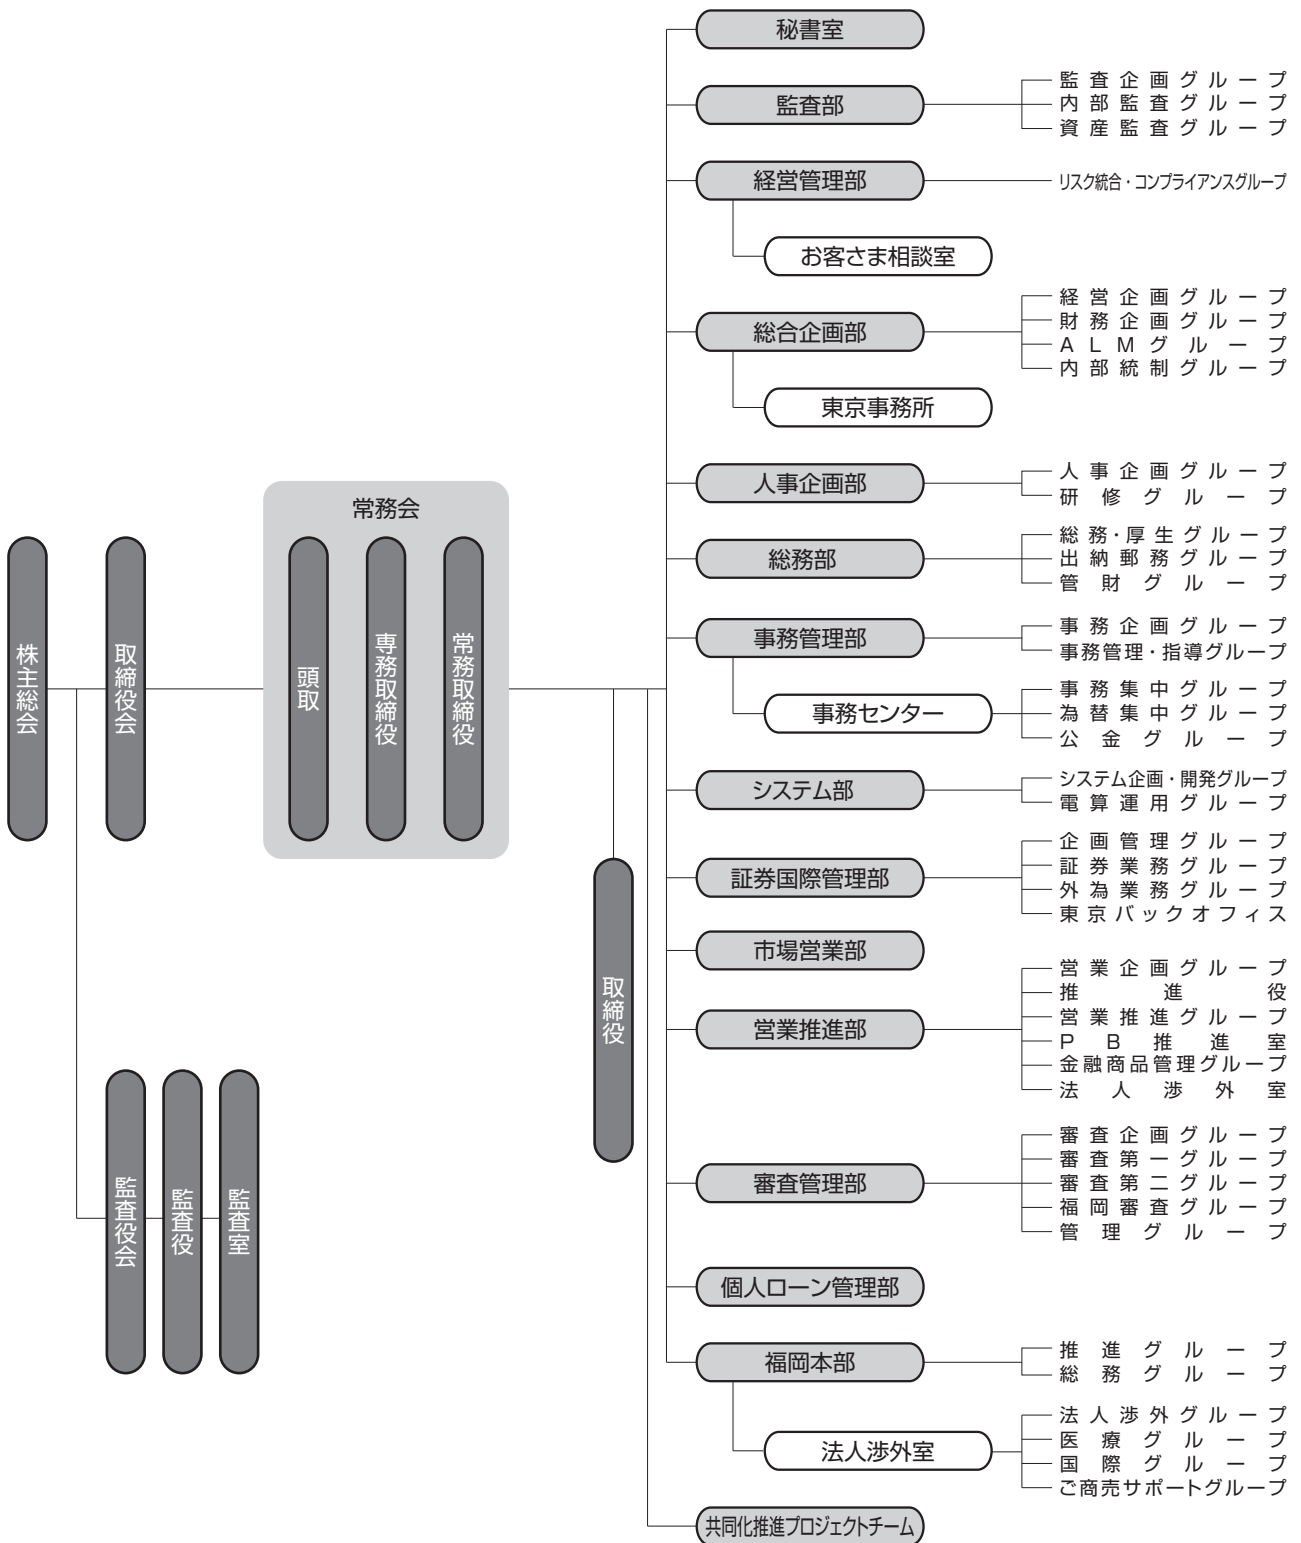 株主総会
取締役会
常務会
頭取
専務取締役
常務取締役
取締役
監査役会
監査役
監査室
秘書室
監査部
監査企画グループ
内部監査グループ
資産監査グループ
経営管理部
リスク統合・コンプライアンスグループ
お客さま相談室
総合企画部
経営企画グループ
財務企画グループ
ALMグループ
内部統制グループ
東京事務所
人事企画部
人事企画グループ
研修グループ
総務部
総務・厚生グループ
出納郵務グループ
管財グループ
事務管理部
事務企画グループ
事務管理・指導グループ
事務センター
事務集中グループ
為替集中グループ
公金グループ
システム部
システム企画・開発グループ
電算運用グループ
証券国際管理部
企画管理グループ
証券業務グループ
外為業務グループ
東京バックオフィス
市場営業部
営業推進部
営業企画グループ
推進役
営業推進グループ
PB推進室
金融商品管理グループ
法人渉外室
審査管理部
審査企画グループ
審査第一グループ
審査第二グループ
福岡審査グループ
管理グループ
個人ローン管理部
福岡本部
推進グループ
総務グループ
法人渉外室
法人渉外グループ
医療グループ
国際グループ
ご商売サポートグループ
共同化推進プロジェクトチーム